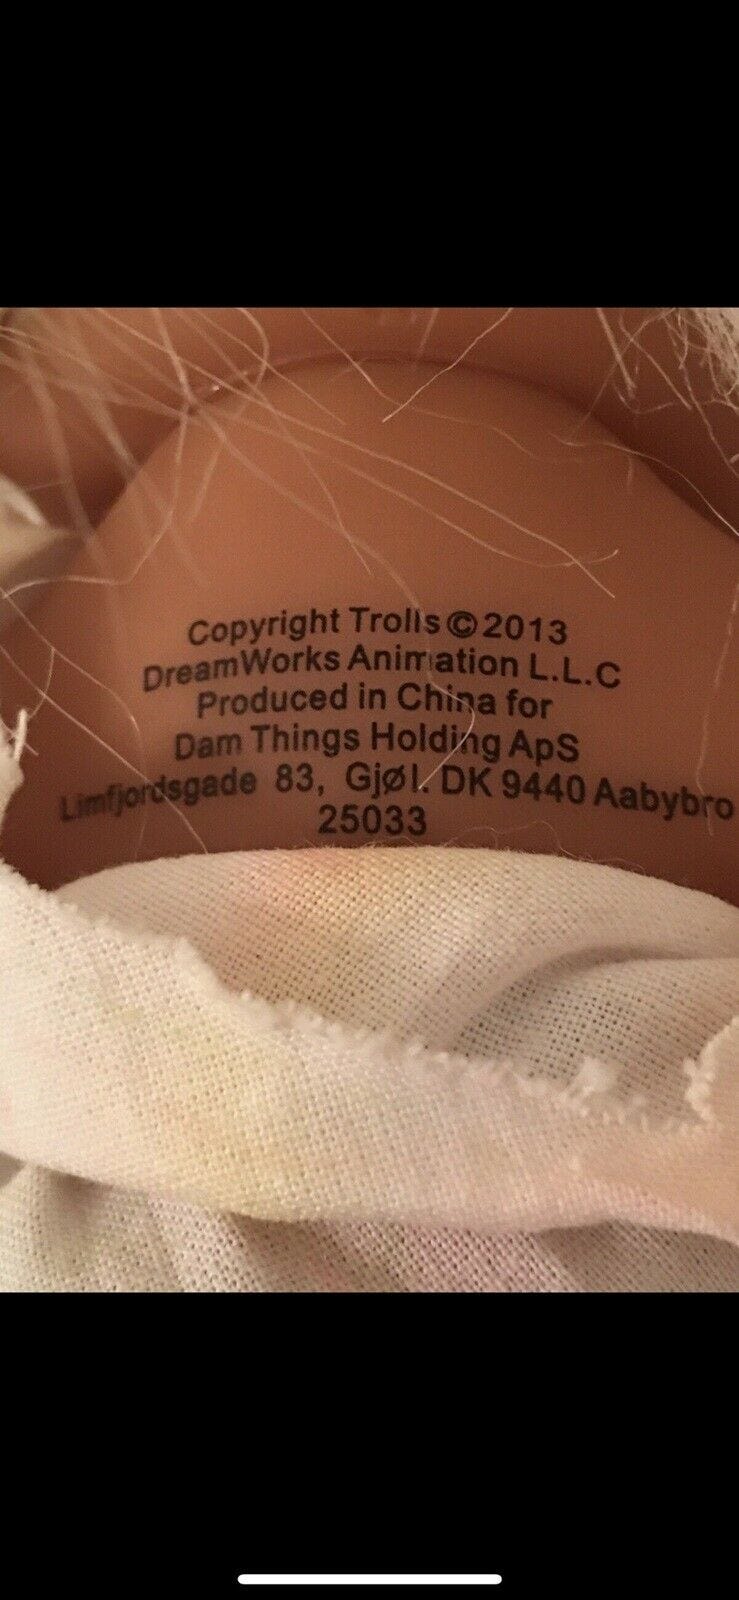 Copyright Trolls©2013
DreamWorks Animation L.L.C
Produced in China for
Dam Things Holding ApS
Limfjordsgade 83, Gjøl. DK 9440 Aabybro
25033